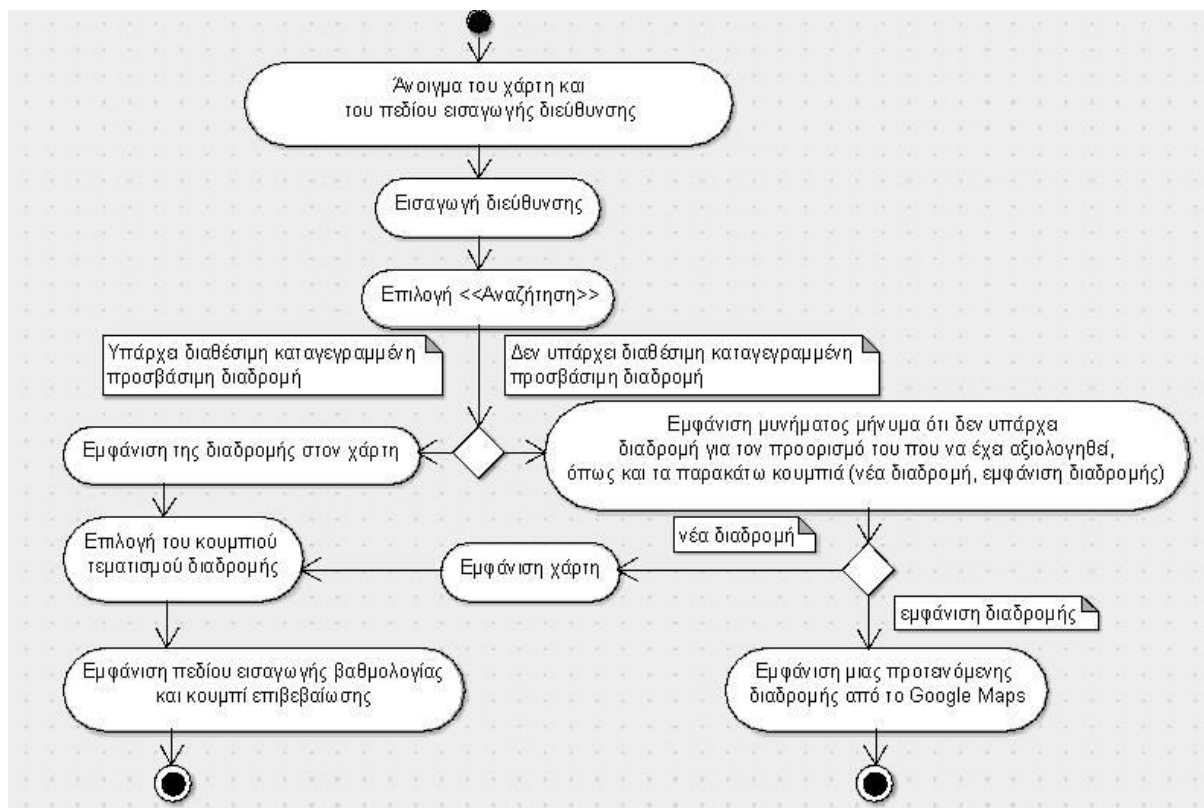 Άνοιγμα του χάρτη και
του πεδίου εισαγωγής διεύθυνσης
Εισαγωγή διεύθυνσης
Επιλογή <<Αναζήτηση>>
Υπάρχει διαθέσιμη καταγεγραμμένη
προσβάσιμη διαδρομή
Δεν υπάρχει διαθέσιμη καταγεγραμμένη
προσβάσιμη διαδρομή
Εμφάνιση της διαδρομής στον χάρτη
Εμφάνιση μυνήματος μήνυμα ότι δεν υπάρχει
διαδρομή για τον προορισμό του που να έχει αξιολογηθεί,
όπως και τα παρακάτω κουμπιά (νέα διαδρομή, εμφάνιση διαδρομής)
Επιλογή του κουμπιού
τεματισμού διαδρομής
Εμφάνιση χάρτη
νέα διαδρομή
εμφάνιση διαδρομής
Εμφάνιση πεδίου εισαγωγής βαθμολογίας
και κουμπί επιβεβαίωσης
Εμφάνιση μιας προτενόμενης
διαδρομής από το Google Maps